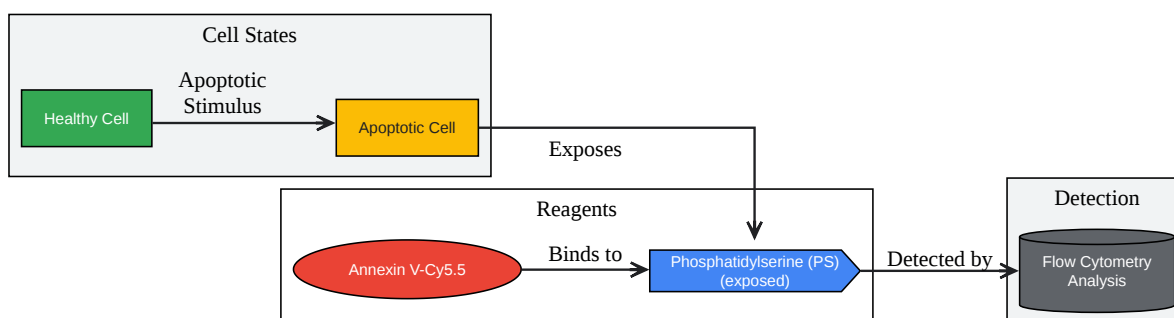 Cell States
Apoptotic
Stimulus
Healthy Cell
Apoptotic Cell
Exposes
Reagents
Detection
Annexin V-Cy5.5
Binds to
Phosphatidylserine (PS)
(exposed)
Detected by
Flow Cytometry
Analysis